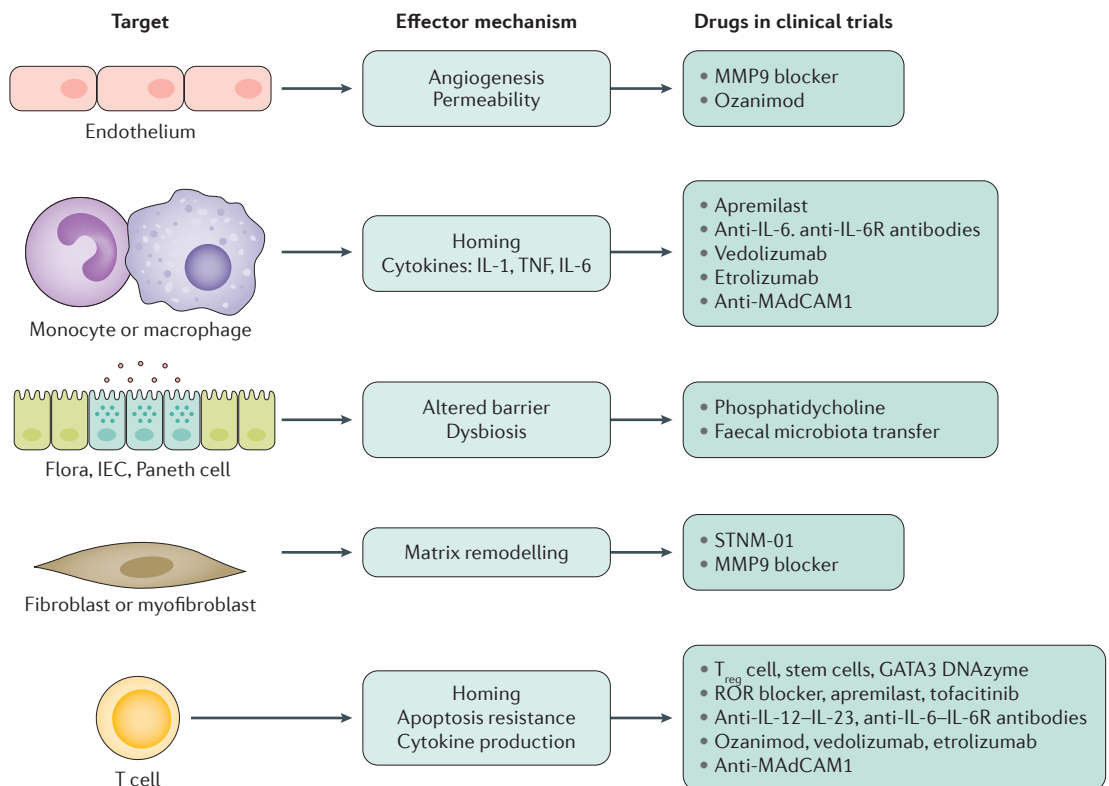 Target
Effector mechanism
Drugs in clinical trials
Endothelium
Angiogenesis
Permeability
• MMP9 blocker
• Ozanimod
Monocyte or macrophage
Homing
Cytokines: IL-1, TNF, IL-6
• Apremilast
• Anti-IL-6. anti-IL-6R antibodies
• Vedolizumab
• Etrolizumab
• Anti-MAdCAM1
Flora, IEC, Paneth cell
Altered barrier
Dysbiosis
• Phosphatidycholine
• Faecal microbiota transfer
Fibroblast or myofibroblast
Matrix remodelling
• STNM-01
• MMP9 blocker
T cell
Homing
Apoptosis resistance
Cytokine production
• Treg cell, stem cells, GATA3 DNAzyme
• ROR blocker, apremilast, tofacitinib
• Anti-IL-12–IL-23, anti-IL-6–IL-6R antibodies
• Ozanimod, vedolizumab, etrolizumab
• Anti-MAdCAM1